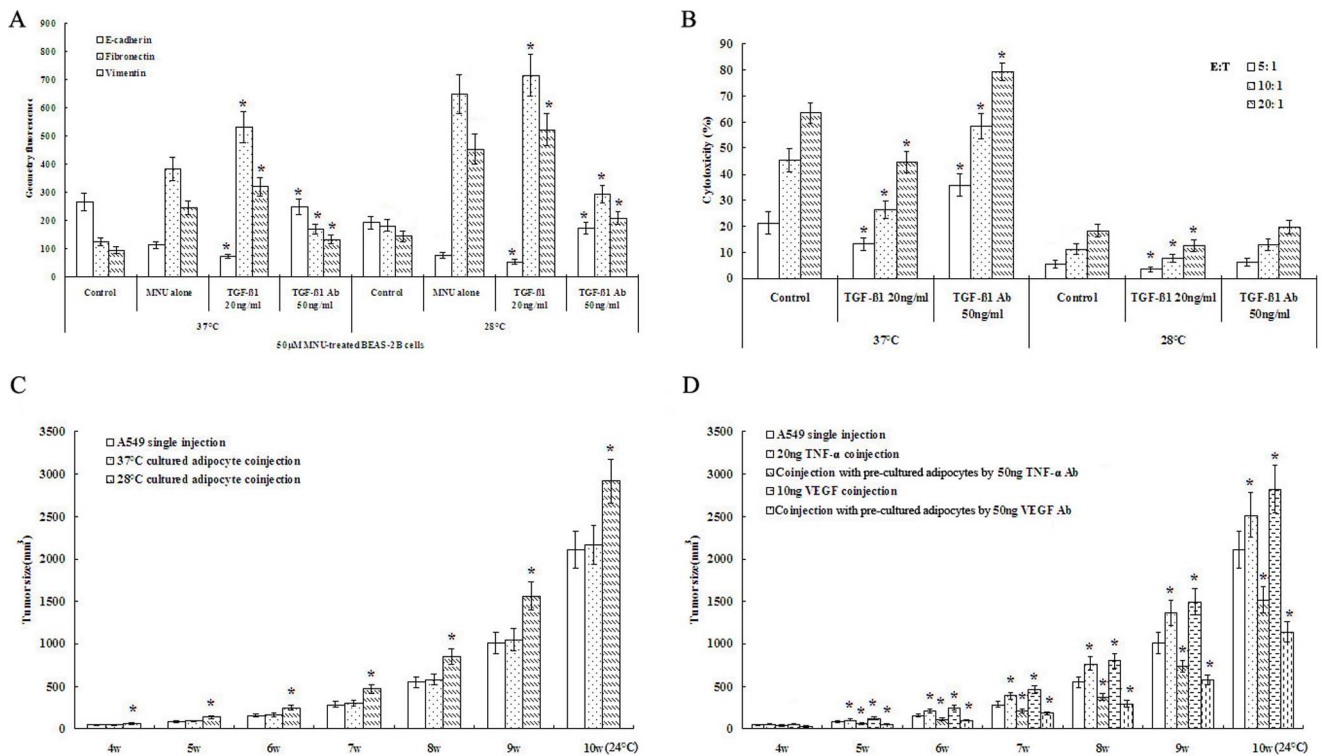 A
Geometry fluorescence
900
800
700
600
500
400
300
200
100
0
E-cadherin
Fibronectin
Vimentin
* * * * * * * * * * * *
Control MNU alone TGF-ß1 20ng/ml TGF-ß1 Ab 50ng/ml Control MNU alone TGF-ß1 20ng/ml TGF-ß1 Ab 50ng/ml
37°C 28°C
50μM MNU-treated BEAS-2B cells
B
Cytotoxicity (%)
100
90
80
70
60
50
40
30
20
10
0
E:T 5:1
10:1
20:1
* * * * * * * * *
Control TGF-ß1 20ng/ml TGF-ß1 Ab 50ng/ml Control TGF-ß1 20ng/ml TGF-ß1 Ab 50ng/ml
37°C 28°C
C
Tumor size(mm3
3500
3000
2500
2000
1500
1000
500
0
A549 single injection
37°C cultured adipocyte coinjection
28°C cultured adipocyte coinjection
* * * * * * *
4w 5w 6w 7w 8w 9w 10w (24°C)
D
Tumor size(mm3)
3500
3000
2500
2000
1500
1000
500
0
A549 single injection
20ng TNF-α coinjection
Coinjection with pre-cultured adipocytes by 50ng TNF-α Ab
10ng VEGF coinjection
Coinjection with pre-cultured adipocytes by 50ng VEGF Ab
* * * * * * * * * * * * * * * * * * * * * * * *
4w 5w 6w 7w 8w 9w 10w (24°C)